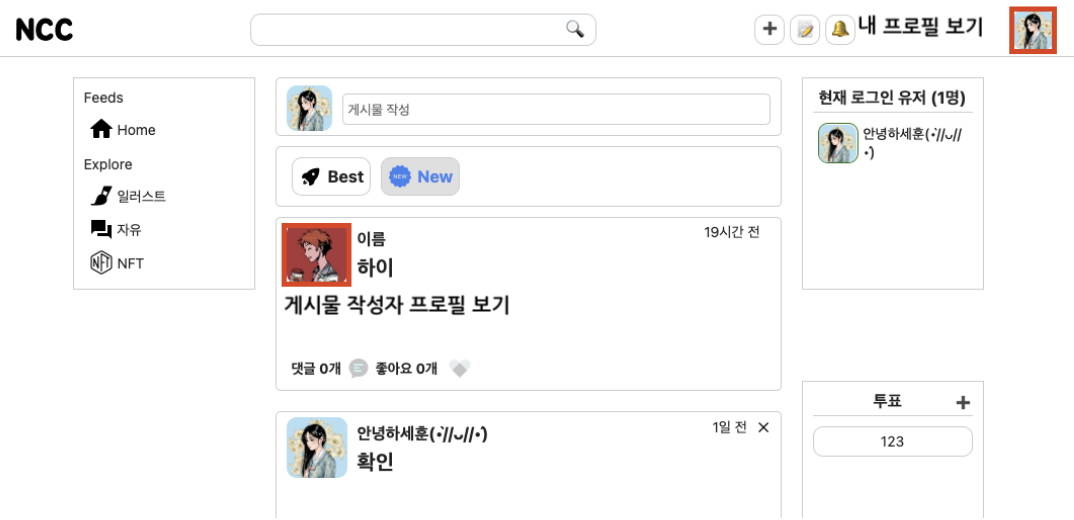 NCC
내 프로필 보기
Feeds
Home
Explore
일러스트
자유
NFT
게시물 작성
Best
NEW New
이름
19시간 전
하이
게시물 작성자 프로필 보기
댓글 0개 좋아요 0개
안녕하세훈(•̀//ᴗ//•́)
1일 전 ×
확인
현재 로그인 유저 (1명)
안녕하세훈(•̀//ᴗ//
•́)
투표 +
123